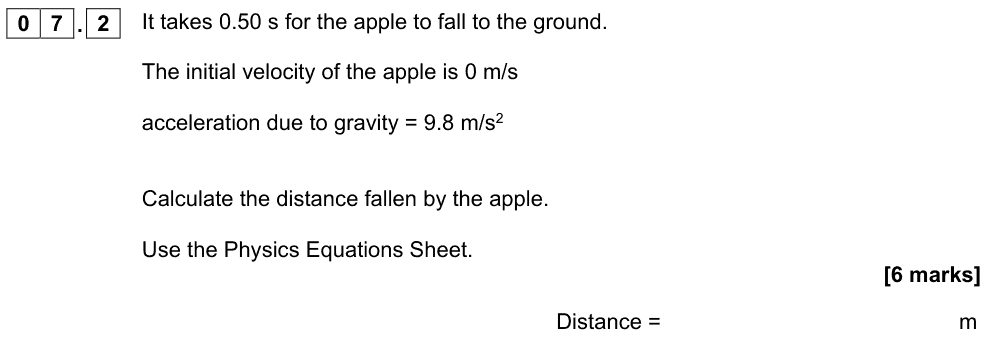 0 7 . 2 It takes 0.50 s for the apple to fall to the ground.
The initial velocity of the apple is 0 m/s
acceleration due to gravity = 9.8 m/s²
Calculate the distance fallen by the apple.
Use the Physics Equations Sheet.
[6 marks]
Distance = m